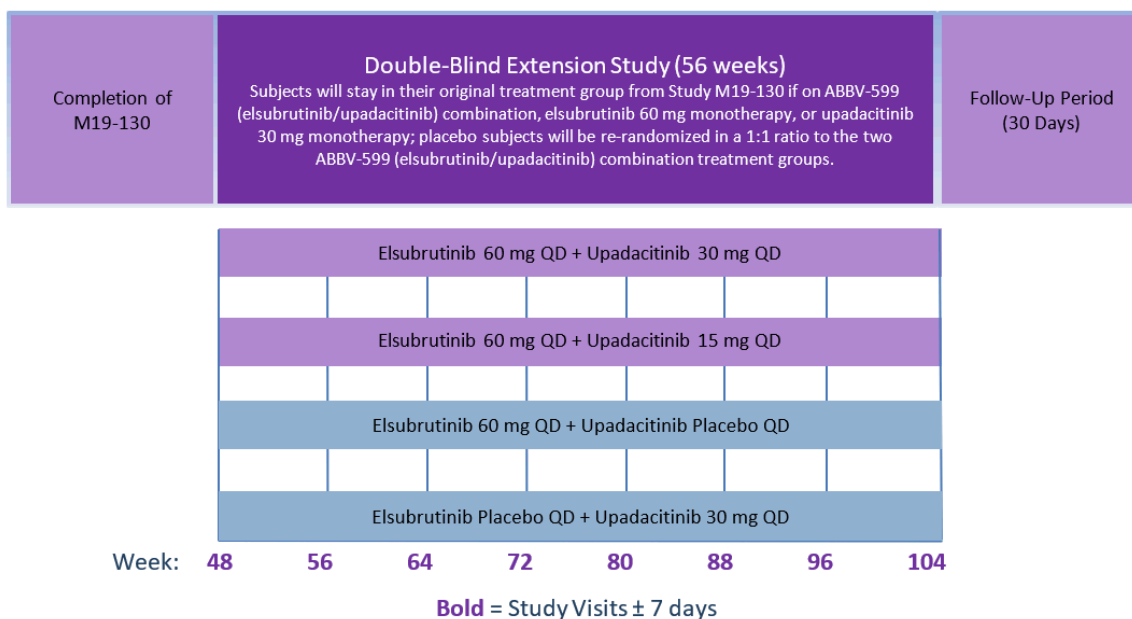 Completion of
M19-130
Double-Blind Extension Study (56 weeks)
Subjects will stay in their original treatment group from Study M19-130 if on ABBV-599
(elsubrutinib/upadacitinib) combination, elsubrutinib 60 mg monotherapy, or upadacitinib
30 mg monotherapy; placebo subjects will be re-randomized in a 1:1 ratio to the two
ABBV-599 (elsubrutinib/upadacitinib) combination treatment groups.
Follow-Up Period
(30 Days)
Elsubrutinib 60 mg QD + Upadacitinib 30 mg QD
Elsubrutinib 60 mg QD + Upadacitinib 15 mg QD
Elsubrutinib 60 mg QD + Upadacitinib Placebo QD
Elsubrutinib Placebo QD + Upadacitinib 30 mg QD
Week: 48 56 64 72 80 88 96 104
Bold = Study Visits ± 7 days